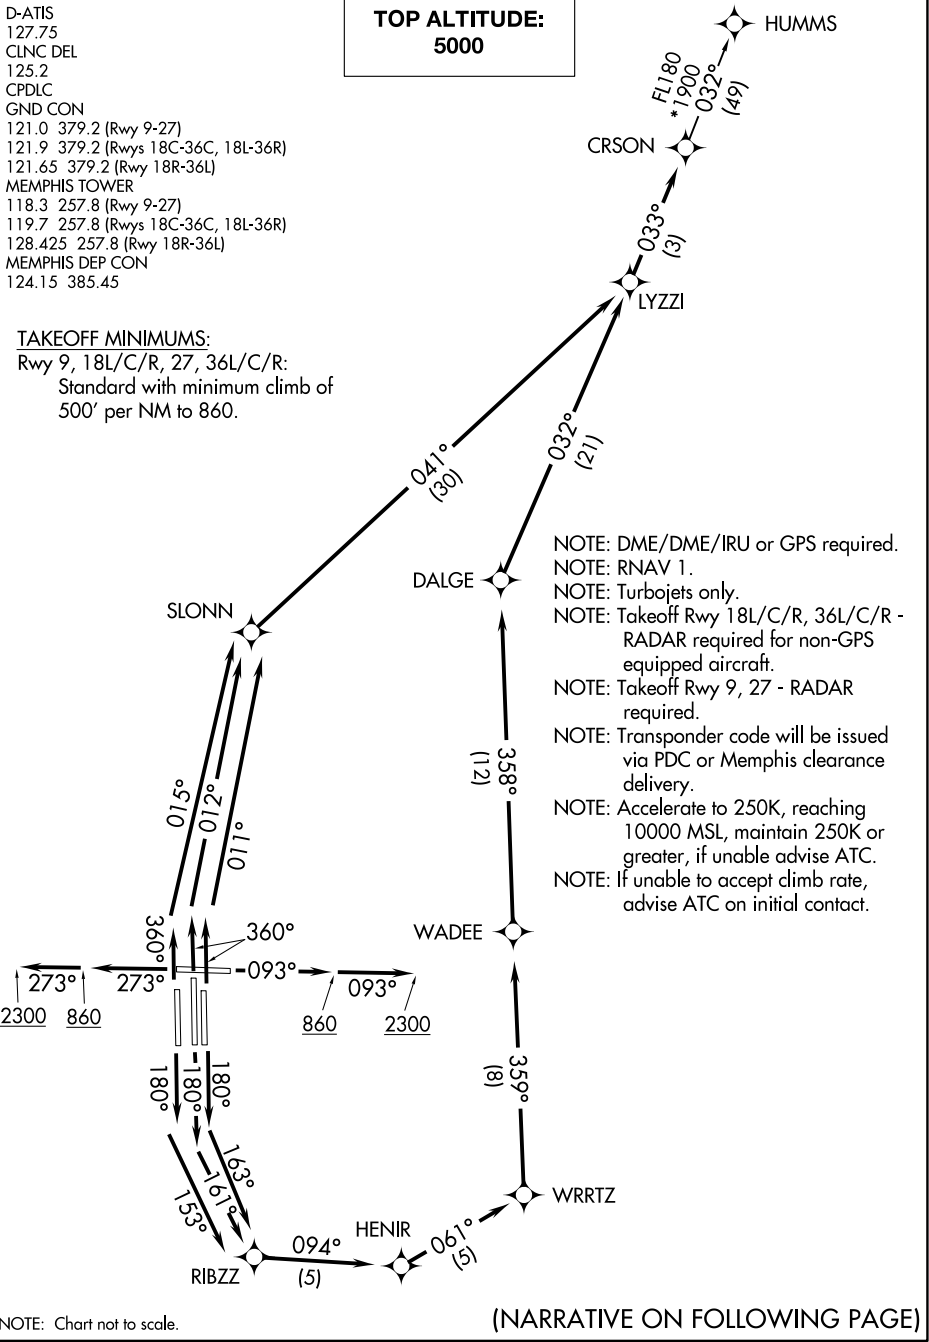 D-ATIS
127.75
CLNC DEL
125.2
CPDLC
GND CON
121.0 379.2 (Rwy 9-27)
121.9 379.2 (Rwys 18C-36C, 18L-36R)
121.65 379.2 (Rwy 18R-36L)
MEMPHIS TOWER
118.3 257.8 (Rwy 9-27)
119.7 257.8 (Rwys 18C-36C, 18L-36R)
128.425 257.8 (Rwy 18R-36L)
MEMPHIS DEP CON
124.15 385.45
TOP ALTITUDE:
5000
HUMMS
FL180
*1900
032°
(49)
CRSON
033°
(3)
LYZZI
TAKEOFF MINIMUMS:
Rwy 9, 18L/C/R, 27, 36L/C/R:
Standard with minimum climb of
500' per NM to 860.
041°
(30)
032°
(21)
DALGE
SLONN
NOTE: DME/DME/IRU or GPS required.
NOTE: RNAV 1.
NOTE: Turbojets only.
NOTE: Takeoff Rwy 18L/C/R, 36L/C/R -
RADAR required for non-GPS
equipped aircraft.
NOTE: Takeoff Rwy 9, 27 - RADAR
required.
NOTE: Transponder code will be issued
via PDC or Memphis clearance
delivery.
NOTE: Accelerate to 250K, reaching
10000 MSL, maintain 250K or
greater, if unable advise ATC.
NOTE: If unable to accept climb rate,
advise ATC on initial contact.
358°
(12)
015°
012°
011°
WADEE
360°
360°
273°
273°
093°
093°
2300
860
860
2300
359°
(8)
180°
180°
180°
153°
161°
163°
WRRTZ
HENIR
061°
(5)
094°
(5)
RIBZZ
NOTE: Chart not to scale.
(NARRATIVE ON FOLLOWING PAGE)